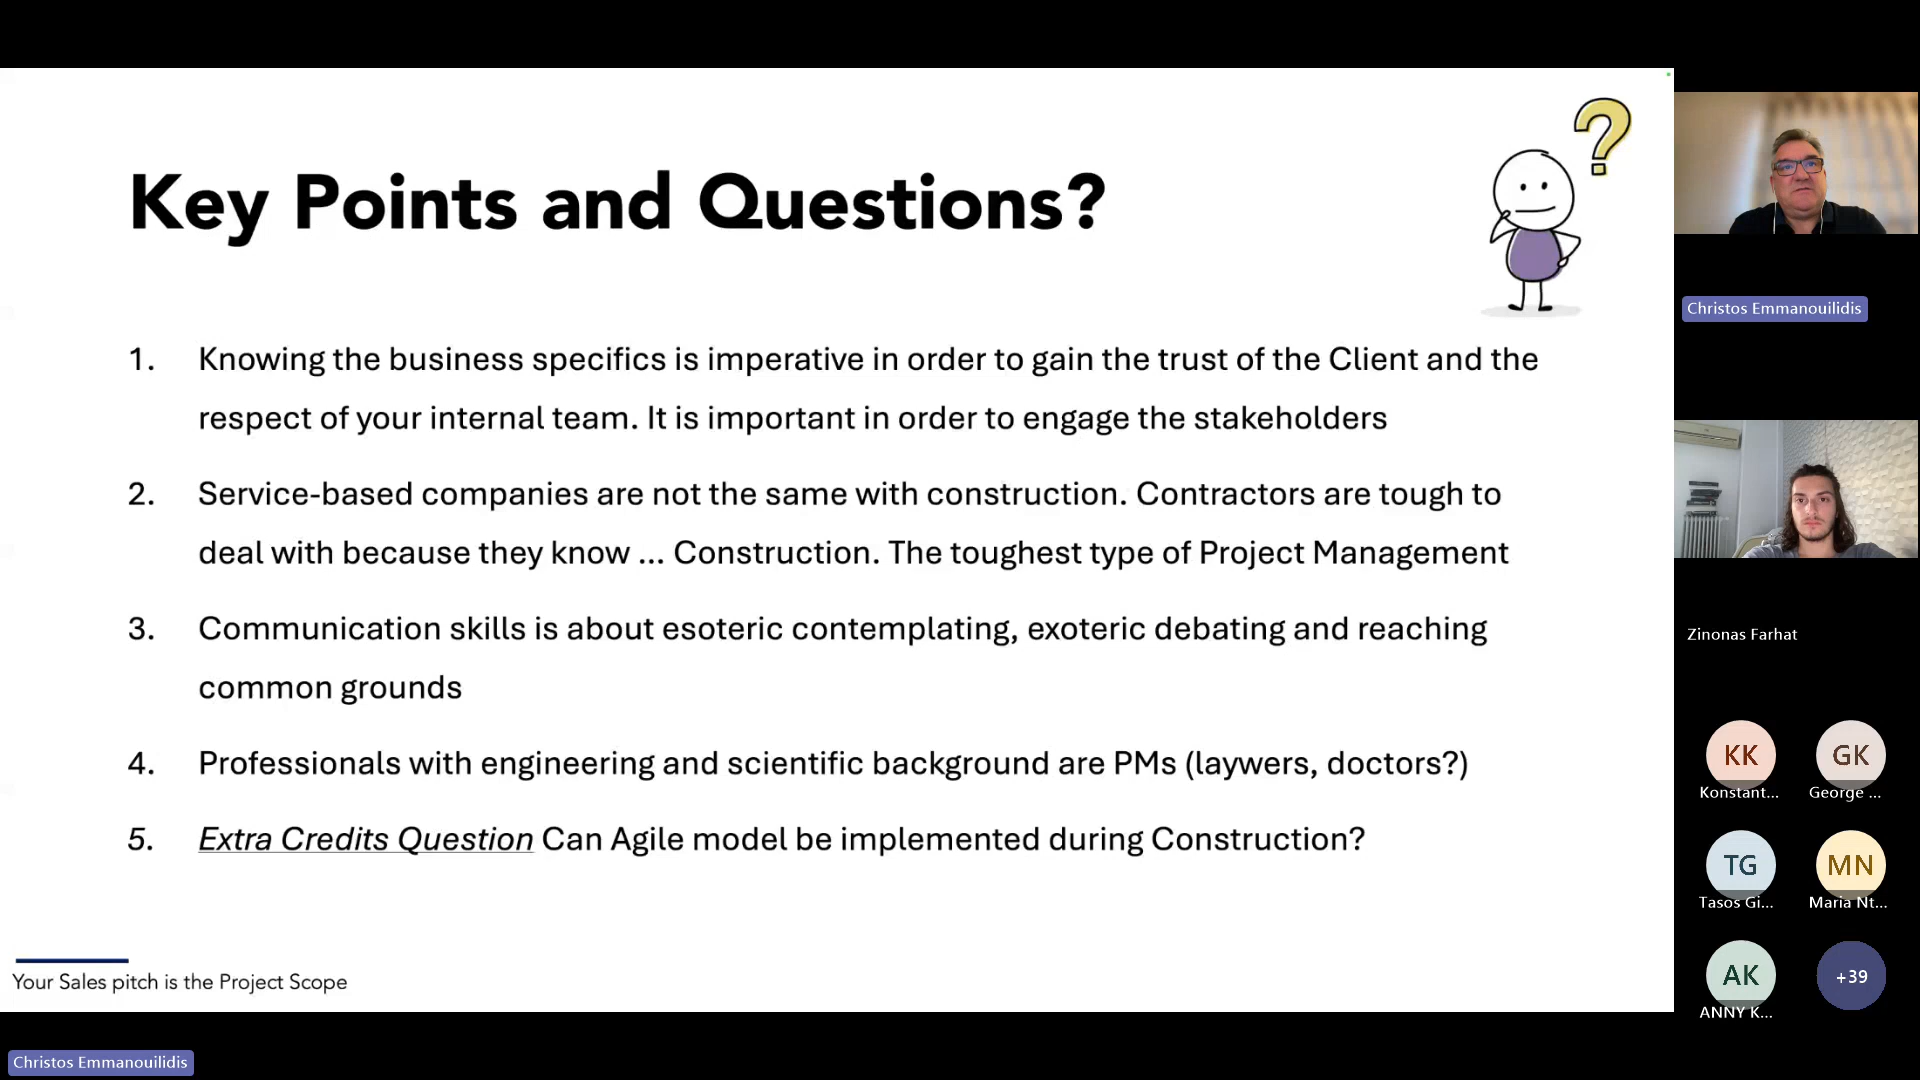 Key Points and Questions?
1. Knowing the business specifics is imperative in order to gain the trust of the Client and the
respect of your internal team. It is important in order to engage the stakeholders
2. Service-based companies are not the same with construction. Contractors are tough to
deal with because they know ... Construction. The toughest type of Project Management
3. Communication skills is about esoteric contemplating, exoteric debating and reaching
common grounds
4. Professionals with engineering and scientific background are PMs (laywers, doctors?)
5. Extra Credits Question Can Agile model be implemented during Construction?
Your Sales pitch is the Project Scope
Christos Emmanouilidis
Christos Emmanouilidis
Zinonas Farhat
KK
Konstant...
GK
George ...
TG
Tasos Gi...
MN
Maria Nt...
AK
ANNY K...
+39